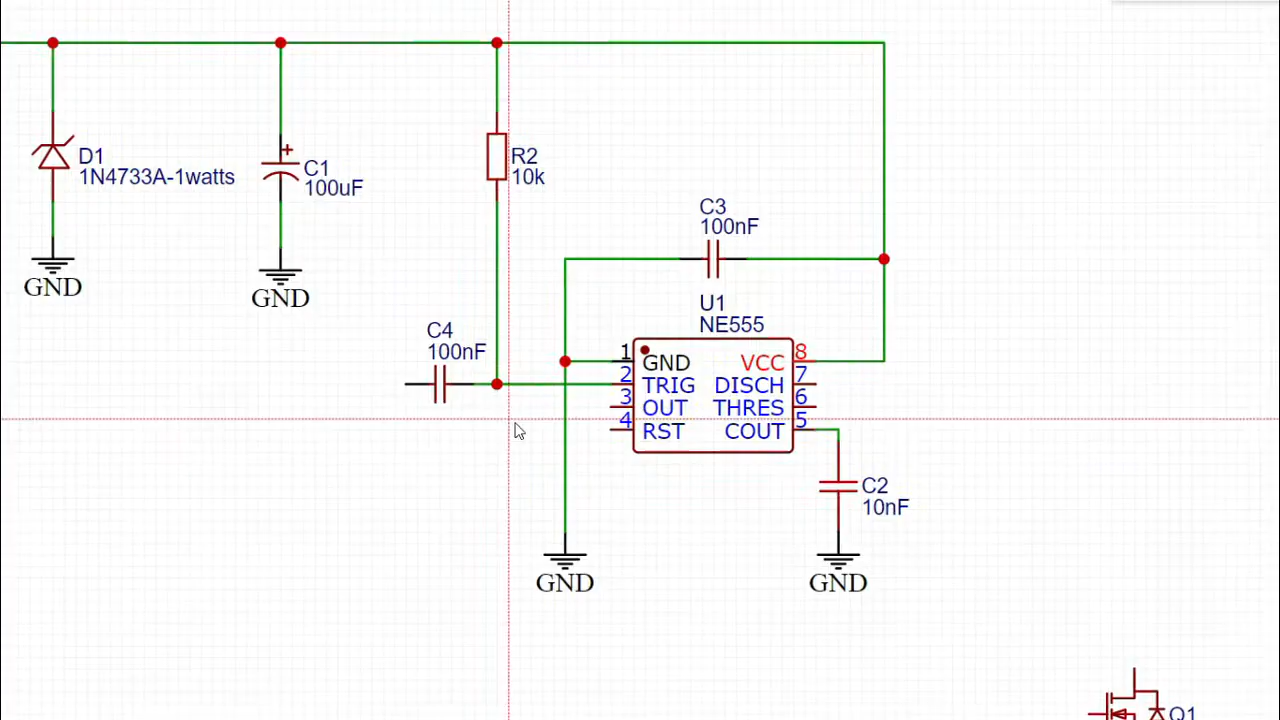 D1
1N4733A-1watts
GND
+
C1
100uF
GND
R2
10k
C3
100nF
U1
NE555
C4
100nF
1 GND VCC 8
2 TRIG DISCH 7
3 OUT THRES 6
4 RST COUT 5
C2
10nF
GND
GND
Q1